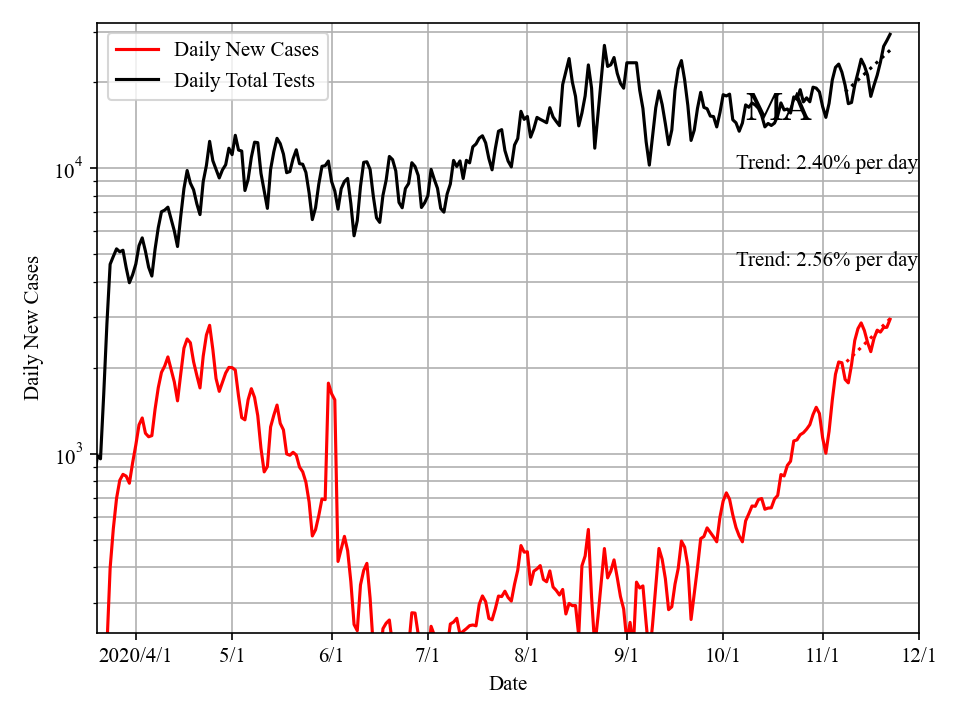 Daily New Cases
Daily Total Tests
MA
Trend: 2.40% per day
Trend: 2.56% per day
10^4
10^3
Daily New Cases
2020/4/1 5/1 6/1 7/1 8/1 9/1 10/1 11/1 12/1
Date